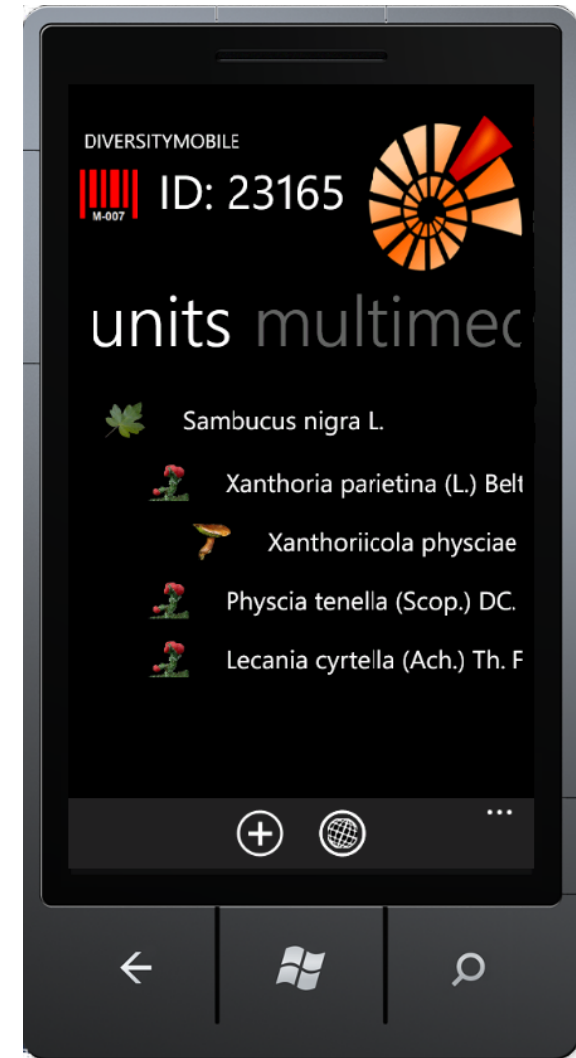 DIVERSITYMOBILE
M-007
ID: 23165
units multimec
Sambucus nigra L.
Xanthoria parietina (L.) Belt
Xanthoriicola physciae
Physcia tenella (Scop.) DC.
Lecania cyrtella (Ach.) Th. F